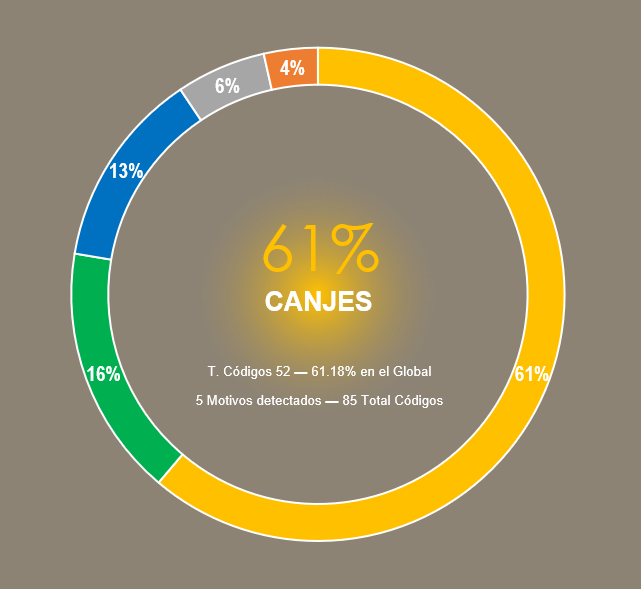 4%
6%
13%
61%
CANJES
T. Códigos 52 — 61.18% en el Global
16%
61%
5 Motivos detectados — 85 Total Códigos